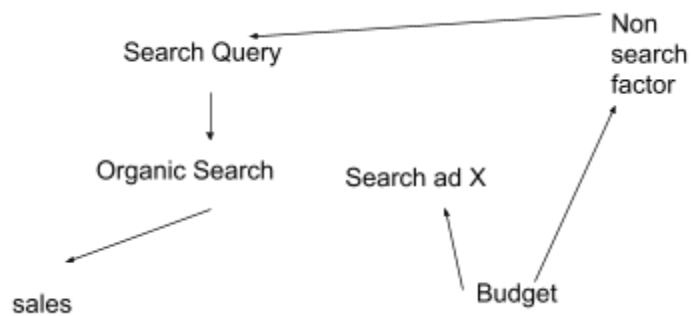 Non
search
factor
Search Query
Organic Search
Search ad X
Budget
sales